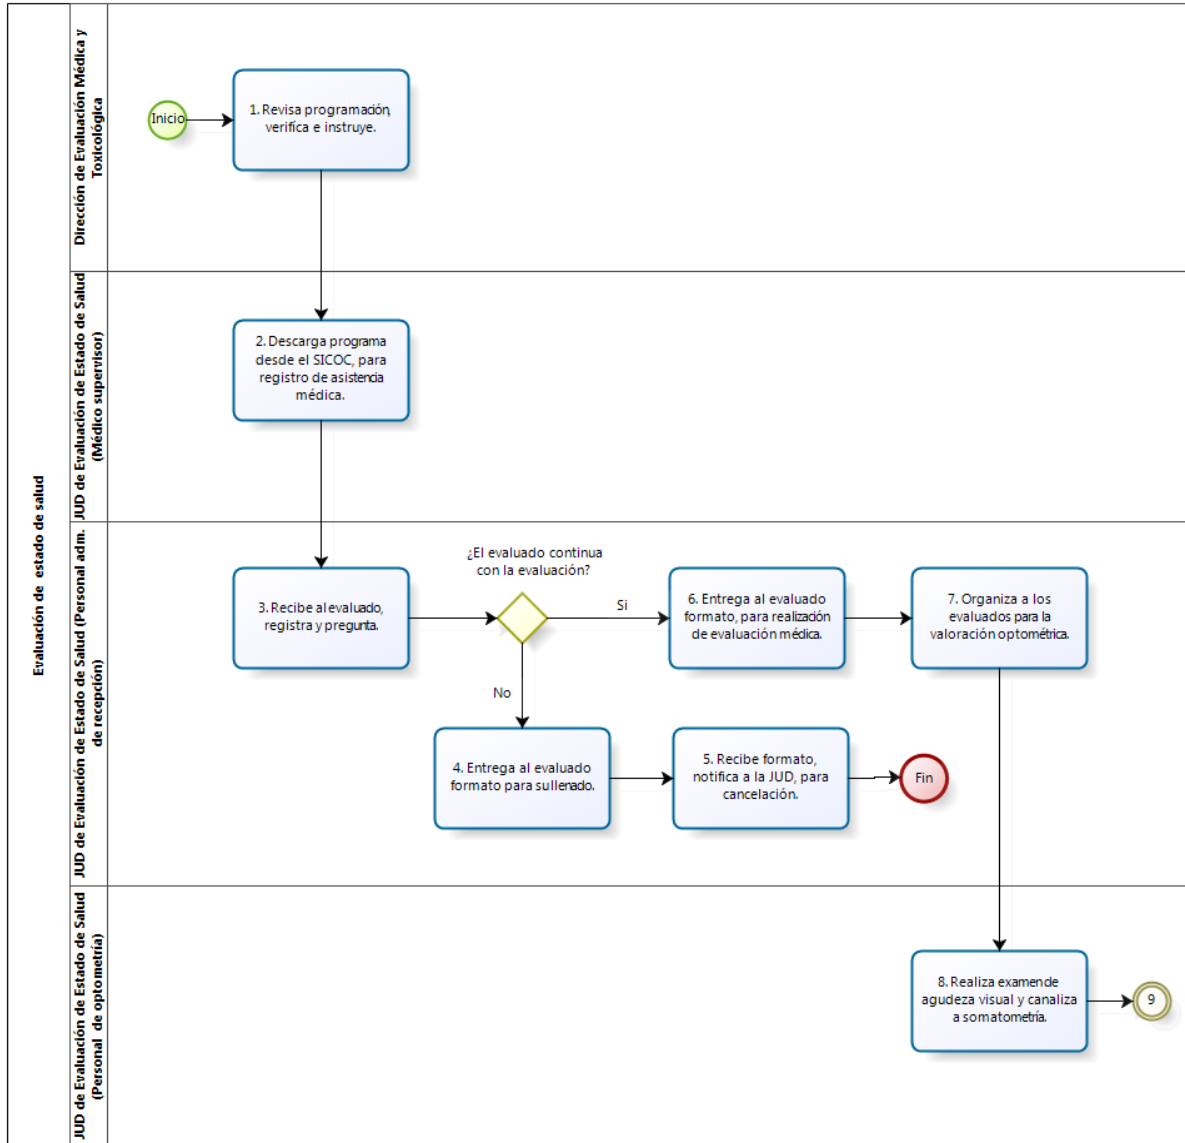 Evaluación de  estado de salud
Dirección de Evaluación Médica y
Toxicológica
Inicio
1. Revisa programación,
verifica e instruye.
JUD de Evaluación de Estado de Salud
(Médico supervisor)
2. Descarga programa
desde el SICOC, para
registro de asistencia
médica.
JUD de Evaluación de Estado de Salud (Personal adm.
de recepción)
3. Recibe al evaluado,
registra y pregunta.
¿El evaluado continua
con la evaluación?
Si
6. Entrega al evaluado
formato, para realización
de evaluación médica.
7. Organiza a los
evaluados para la
valoración optométrica.
No
4. Entrega al evaluado
formato para sullenado.
5. Recibe formato,
notifica a la JUD, para
cancelación.
Fin
JUD de Evaluación de Estado de Salud
(Personal  de optometría)
8. Realiza examende
agudeza visual y canaliza
a somatometría.
9